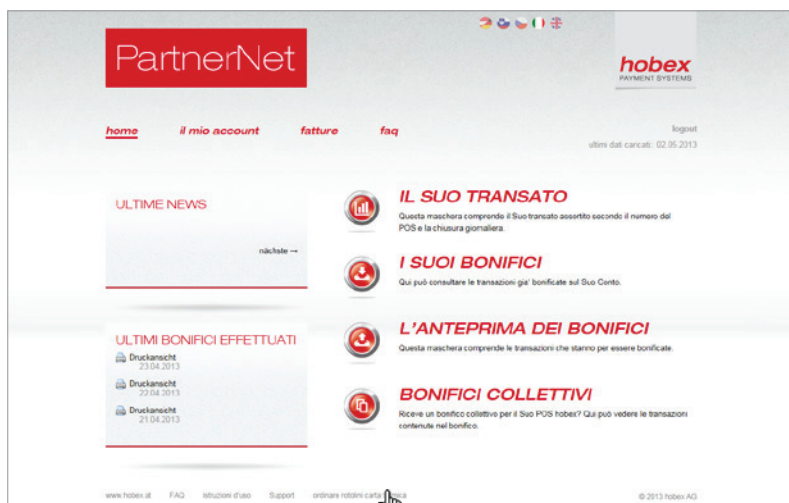 PartnerNet
hobex
PAYMENT SYSTEMS
home il mio account fatture faq
logout
ultimi dati caricati: 02.05.2013
ULTIME NEWS
nächste →
IL SUO TRANSATO
Questa maschera comprende il Suo transato assortito secondo il numero del
POS e la chiusura giornaliera.
I SUOI BONIFICI
Qui può consultare le transazioni gia' bonificate sul Suo Conto.
L'ANTEPRIMA DEI BONIFICI
Questa maschera comprende le transazioni che stanno per essere bonificate.
BONIFICI COLLETTIVI
Riceve un bonifico collettivo per il Suo POS hobex? Qui può vedere le transazioni
contenute nel bonifico.
ULTIMI BONIFICI EFFETTUATI
Druckansicht
23.04.2013
Druckansicht
22.04.2013
Druckansicht
21.04.2013
www.hobex.at FAQ istruzioni d'uso Support ordinare rotolini carta
© 2013 hobex AG